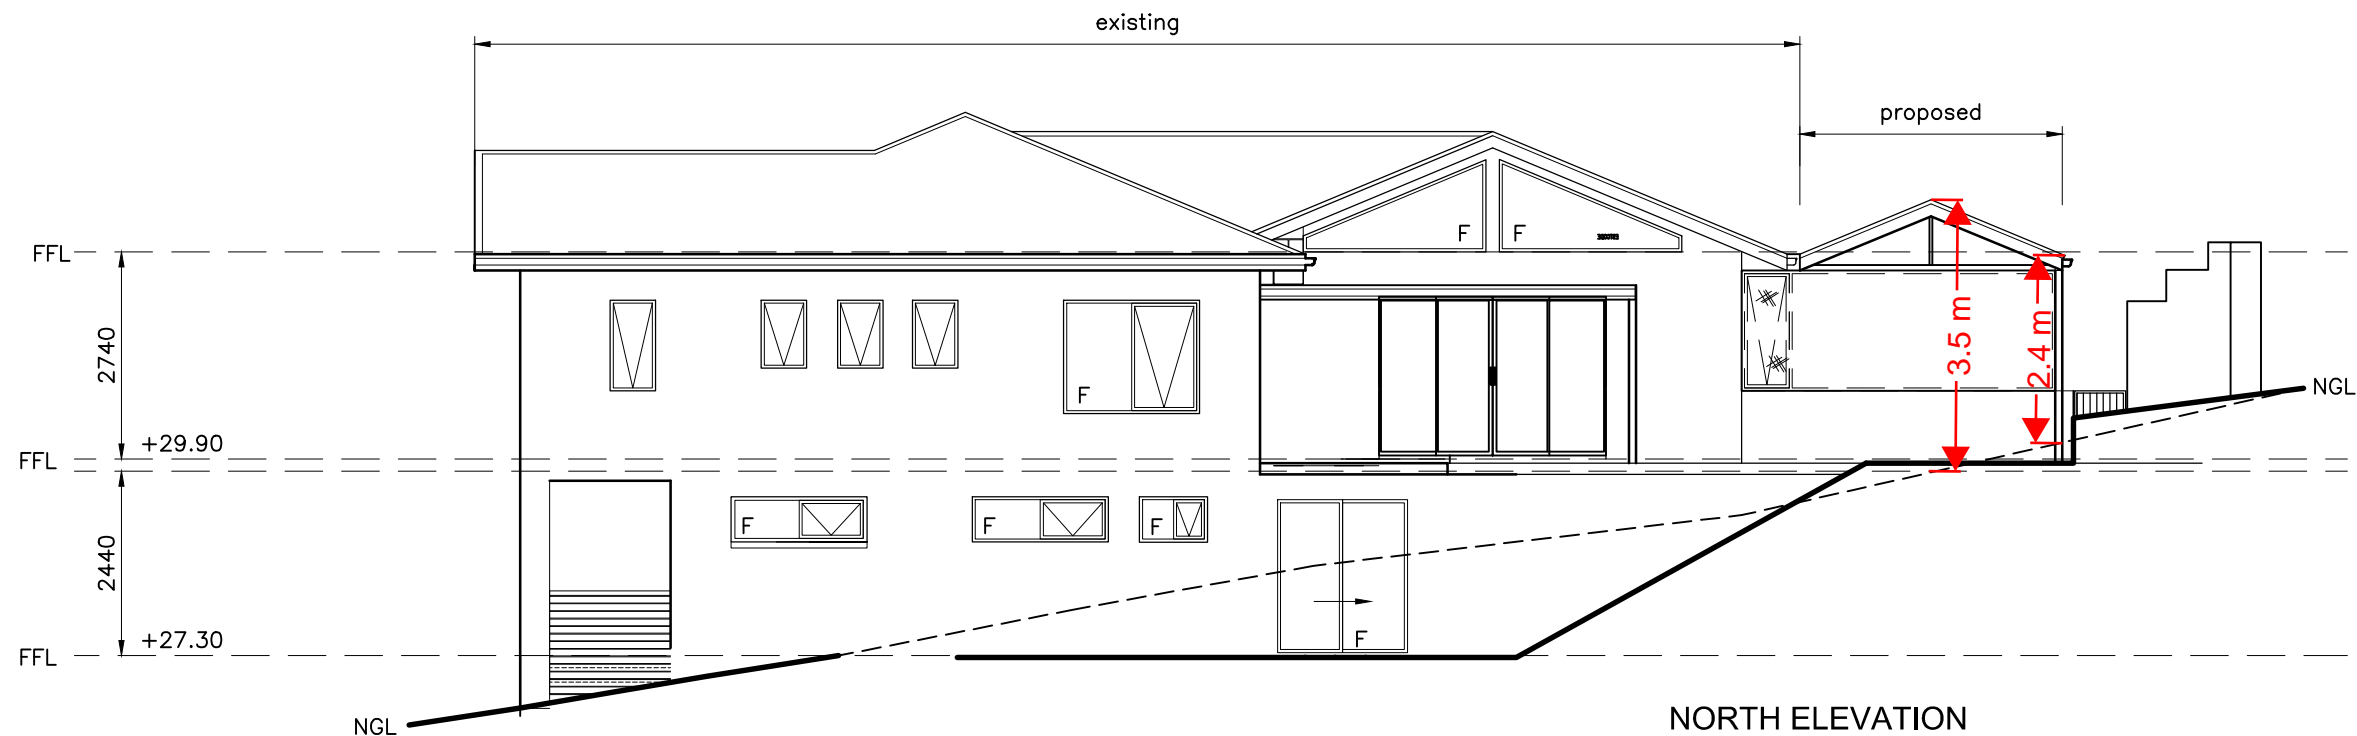 existing
proposed
FFL
F
F
3.5 m
2.4 m
2740
F
NGL
+29.90
FFL
2440
F
F
F
+27.30
F
FFL
NGL
NORTH ELEVATION